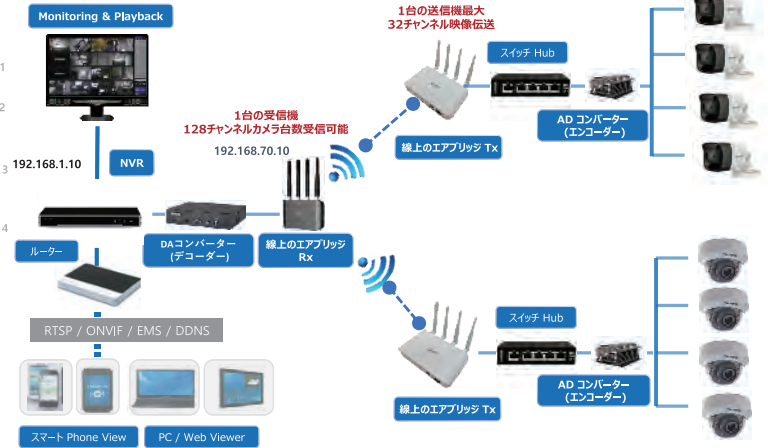 Monitoring & Playback
1台の送信機最大
32チャンネル映像伝送
スイッチ Hub
AD コンバーター
(エンコーダー)
線上のエアブリッジ Tx
1台の受信機
128チャンネルカメラ台数受信可能
192.168.70.10
1
2
3
4
192.168.1.10
NVR
ルーター
DAコンバーター
(デコーダー)
線上のエアブリッジ
Rx
RTSP / ONVIF / EMS / DDNS
スイッチ Hub
AD コンバーター
(エンコーダー)
線上のエアブリッジ Tx
スマート Phone View
PC / Web Viewer